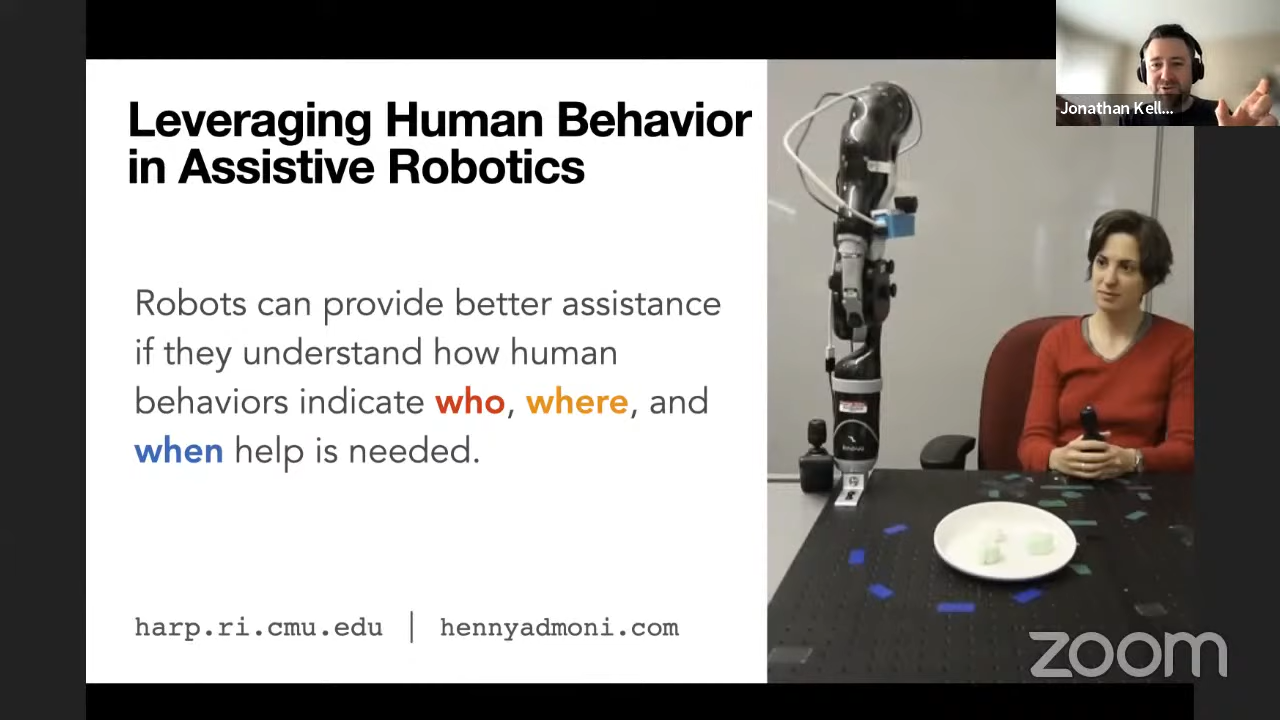 Leveraging Human Behavior
in Assistive Robotics
Robots can provide better assistance
if they understand how human
behaviors indicate who, where, and
when help is needed.
harp.ri.cmu.edu | hennyadmoni.com
Jonathan Kell...
zoom